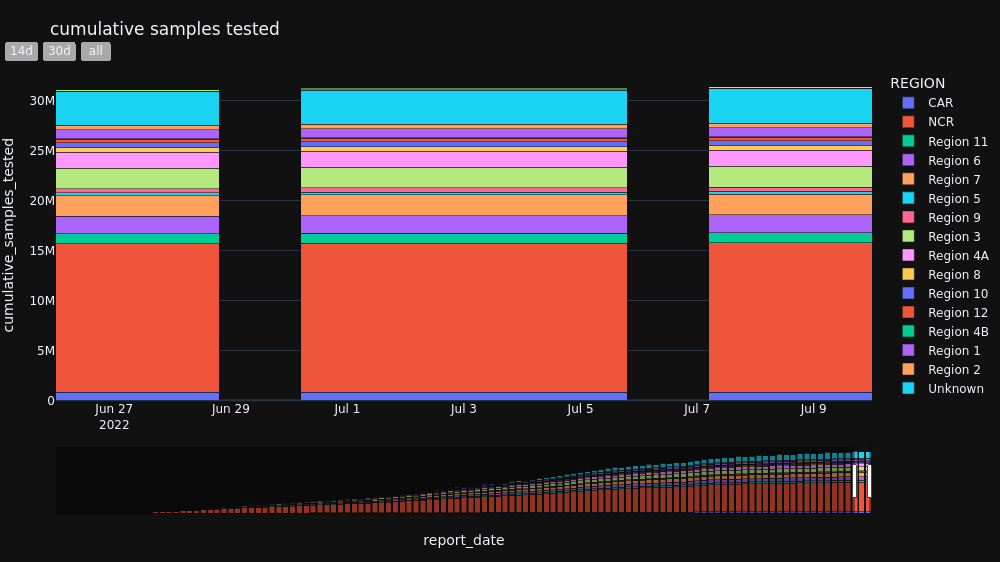 cumulative samples tested
14d 30d all
REGION
CAR
NCR
Region 11
Region 6
Region 7
Region 5
Region 9
Region 3
Region 4A
Region 8
Region 10
Region 12
Region 4B
Region 1
Region 2
Unknown
cumulative_samples_tested
30M
25M
20M
15M
10M
5M
0
Jun 27 Jun 29 Jul 1 Jul 3 Jul 5 Jul 7 Jul 9
2022
report_date